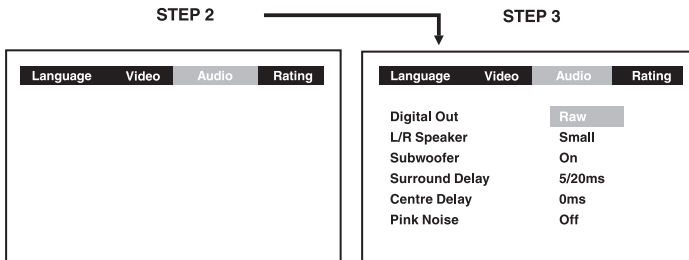 STEP 2
STEP 3
Language Video Audio Rating
Language Video Audio Rating
Digital Out Raw
L/R Speaker Small
Subwoofer On
Surround Delay 5/20ms
Centre Delay 0ms
Pink Noise Off